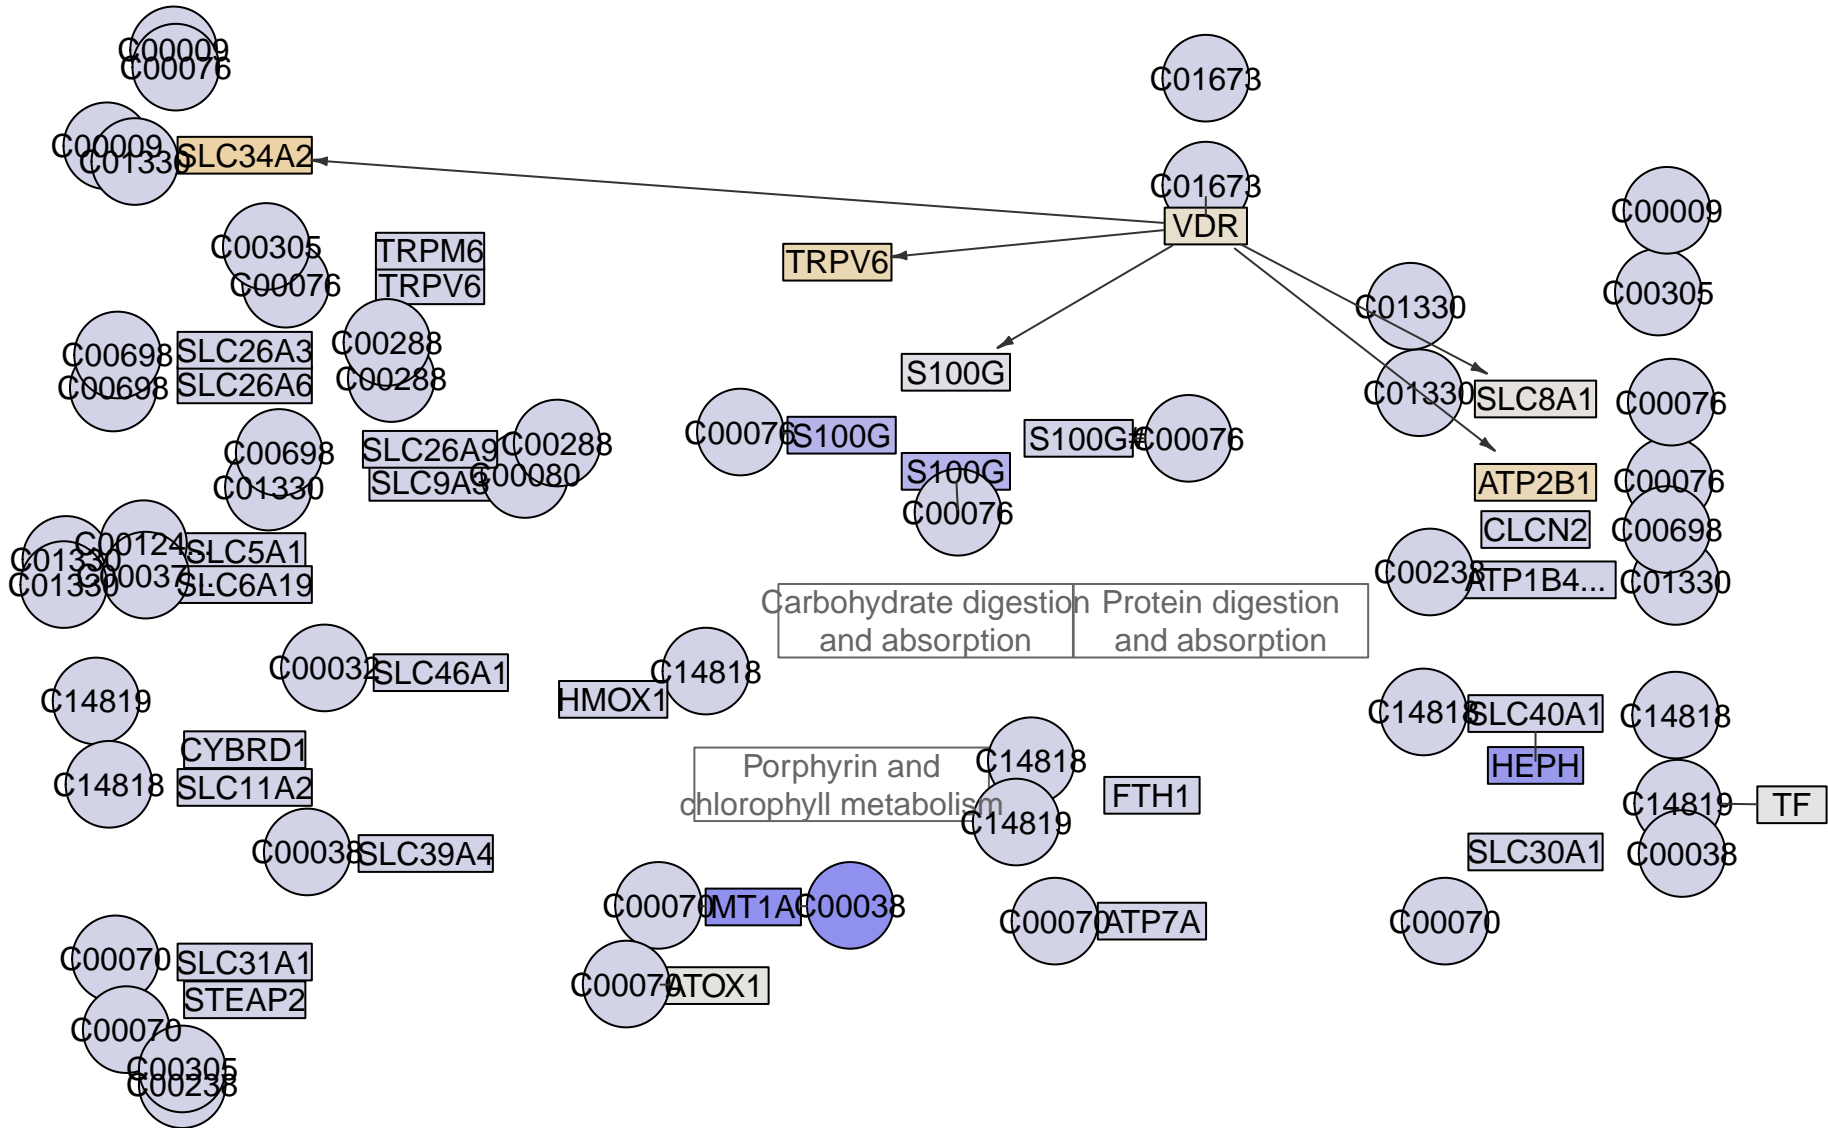 C00009
C00076
C01673
C00009
C01330
SLC34A2
C01673
VDR
C00009
C00305
C00076
TRPM6
TRPV6
TRPV6
C01330
C00305
C00698
C00698
SLC26A3
SLC26A6
C00288
C00288
S100G
C01330
SLC8A1
C00076
C00698
C01330
SLC26A9
SLC9A3
C00288
C00080
C00076
S100G
S100G
C00076
S100G#
C00076
ATP2B1
C00076
CLCN2
C00698
C01330
C01330
C00124...
C00037...
SLC5A1
SLC6A19
C00238
ATP1B4...
C01330
Carbohydrate digestion
and absorption
Protein digestion
and absorption
C00032
SLC46A1
HMOX1
C14818
C14819
C14818
CYBRD1
SLC11A2
C14818
SLC40A1
HEPH
C14818
Porphyrin and
chlorophyll metabolism
C14818
C14819
FTH1
C14819
TF
C00038
SLC39A4
SLC30A1
C00038
C00070
MT1A
C00038
C00070
ATP7A
C00070
C00070
SLC31A1
STEAP2
C00070
ATOX1
C00070
C00305
C00238